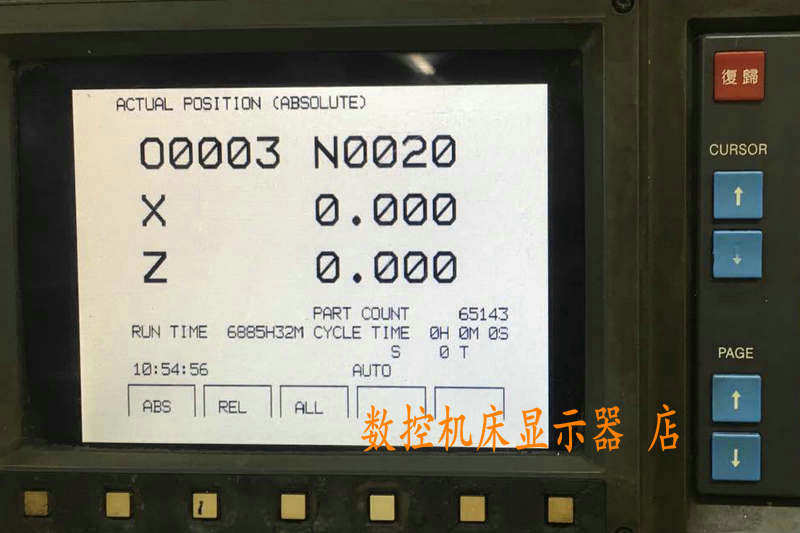 ACTUAL POSITION (ABSOLUTE)
O0003 N0020
X 0.000
Z 0.000
PART COUNT 65143
RUN TIME 6885H32M CYCLE TIME 0H 0M 0S
S 0 T
10:54:56 AUTO
ABS REL ALL
数控机床显示器 店
復歸
CURSOR
↑
↓
PAGE
↑
↓